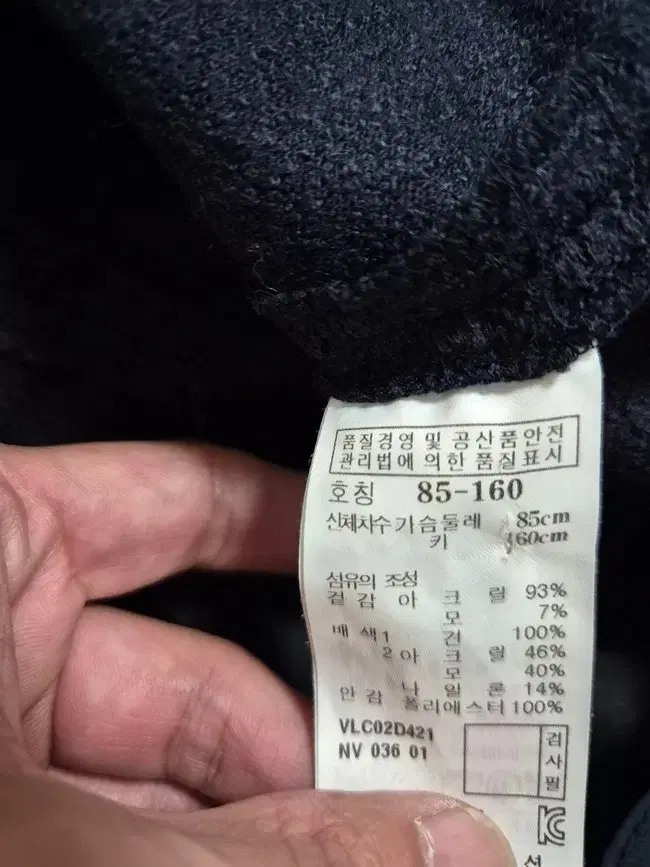 품질경영 및 공산품안전
관리법에 의한 품질표시
호칭 85-160
신체치수 가슴둘레 85cm
키 160cm
섬유의 조성
겉감 아크릴 93%
모 7%
배색1 견 100%
2 아크릴 46%
모 40%
나일론 14%
안감 폴리에스터 100%
VLC02D421
NV 036 01
검사필